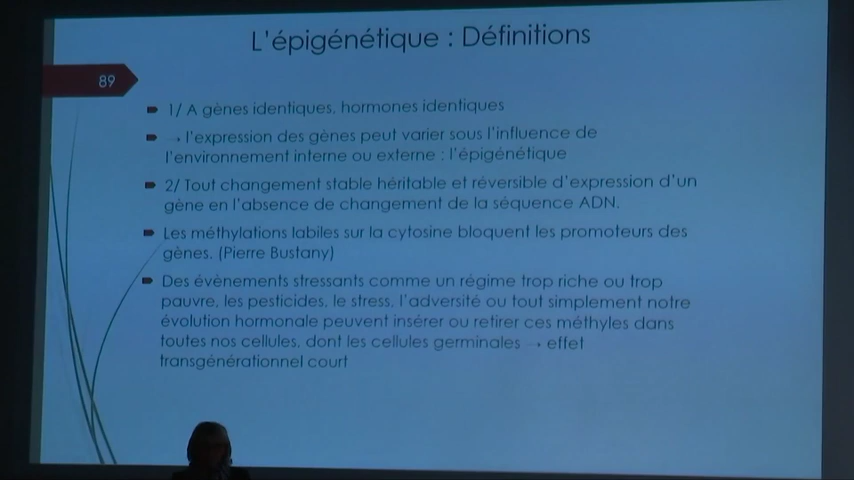 L'épigénétique : Définitions
89
1/ A gènes identiques, hormones identiques
→ l'expression des gènes peut varier sous l'influence de
l'environnement interne ou externe : l'épigénétique
2/ Tout changement stable héritable et réversible d'expression d'un
gène en l'absence de changement de la séquence ADN.
Les méthylations labiles sur la cytosine bloquent les promoteurs des
gènes. (Pierre Bustany)
Des évènements stressants comme un régime trop riche ou trop
pauvre, les pesticides, le stress, l'adversité ou tout simplement notre
évolution hormonale peuvent insérer ou retirer ces méthyles dans
toutes nos cellules, dont les cellules germinales → effet
transgénérationnel court